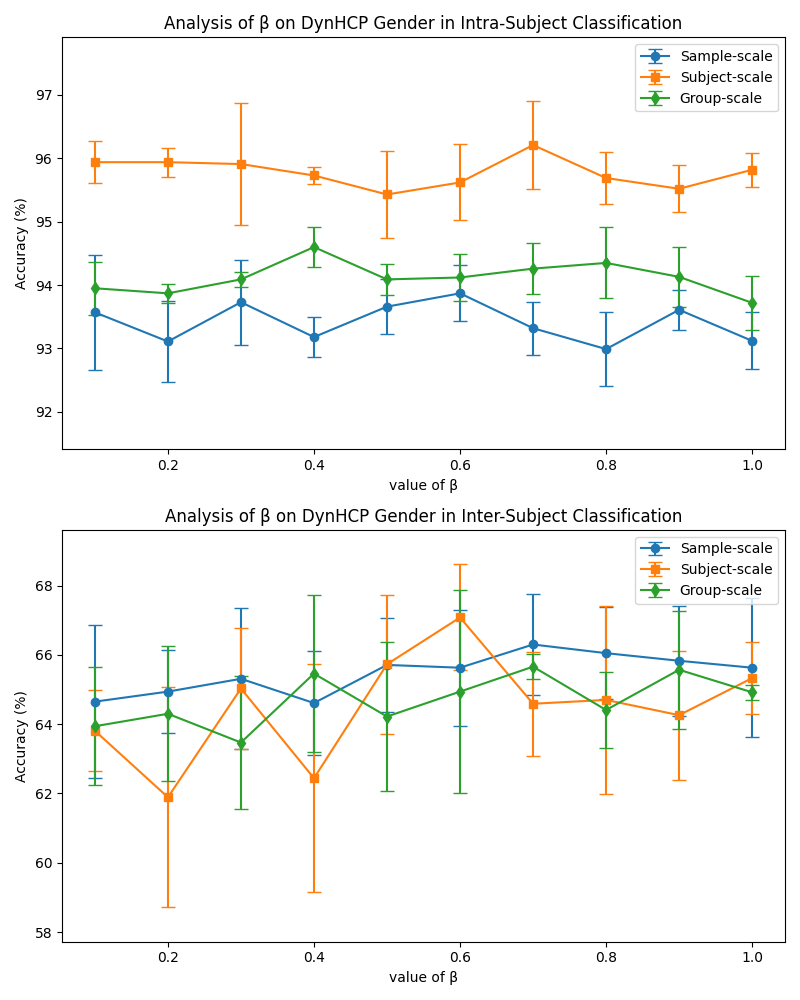 Analysis of β on DynHCP Gender in Intra-Subject Classification
Sample-scale
Subject-scale
Group-scale
97
96
95
94
93
92
Accuracy (%)
0.2 0.4 0.6 0.8 1.0
value of β
Analysis of β on DynHCP Gender in Inter-Subject Classification
Sample-scale
Subject-scale
Group-scale
68
66
64
62
60
58
Accuracy (%)
0.2 0.4 0.6 0.8 1.0
value of β